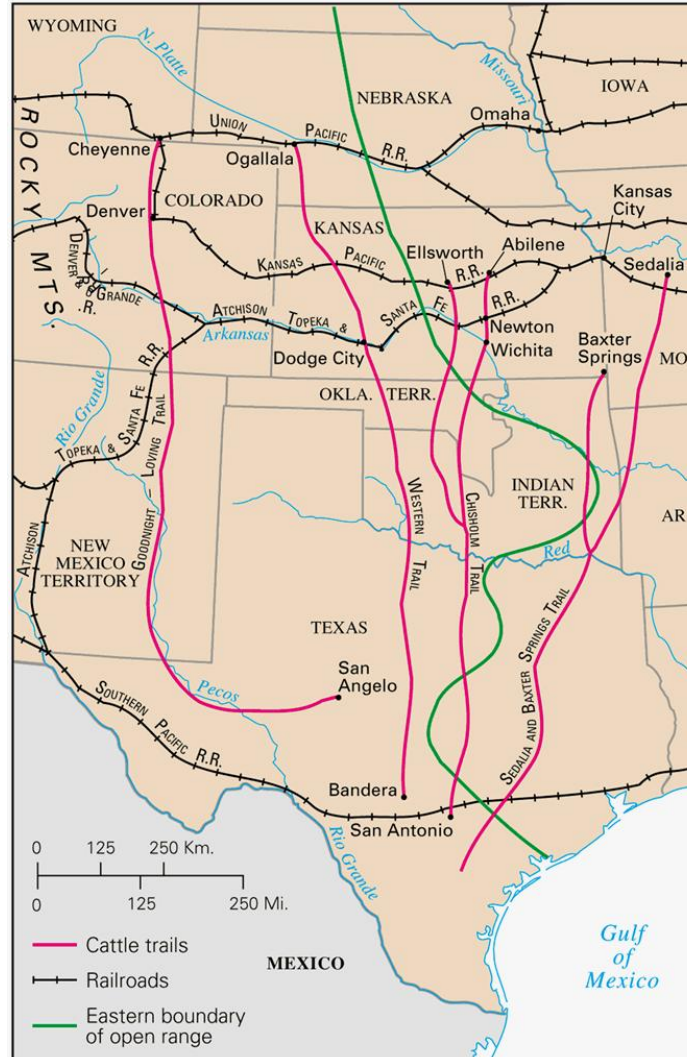 WYOMING
N. Platte
NEBRASKA
Missouri
IOWA
Omaha
UNION
PACIFIC
R.R.
Cheyenne
Ogallala
ROCKY
MTS.
COLORADO
Denver
KANSAS
Kansas
City
Ellsworth
Abilene
Sedalia
KANSAS
PACIFIC
R.R.
DENVER &
RIO GRANDE
R.R.
ATCHISON
TOPEKA &
SANTA FE
R.R.
Arkansas
Dodge City
Newton
Wichita
Baxter
Springs
MO
OKLA. TERR.
Rio Grande
ATCHISON
TOPEKA & SANTA FE
R.R.
GOODNIGHT – LOVING TRAIL
WESTERN
TRAIL
CHISHOLM
TRAIL
INDIAN
TERR.
AR
Red
NEW
MEXICO
TERRITORY
TEXAS
SEDALIA AND BAXTER SPRINGS TRAIL
San
Angelo
Pecos
SOUTHERN
PACIFIC R.R.
Bandera
San Antonio
Rio Grande
0 125 250 Km.
0 125 250 Mi.
Cattle trails
Railroads
Eastern boundary
of open range
MEXICO
Gulf
of
Mexico